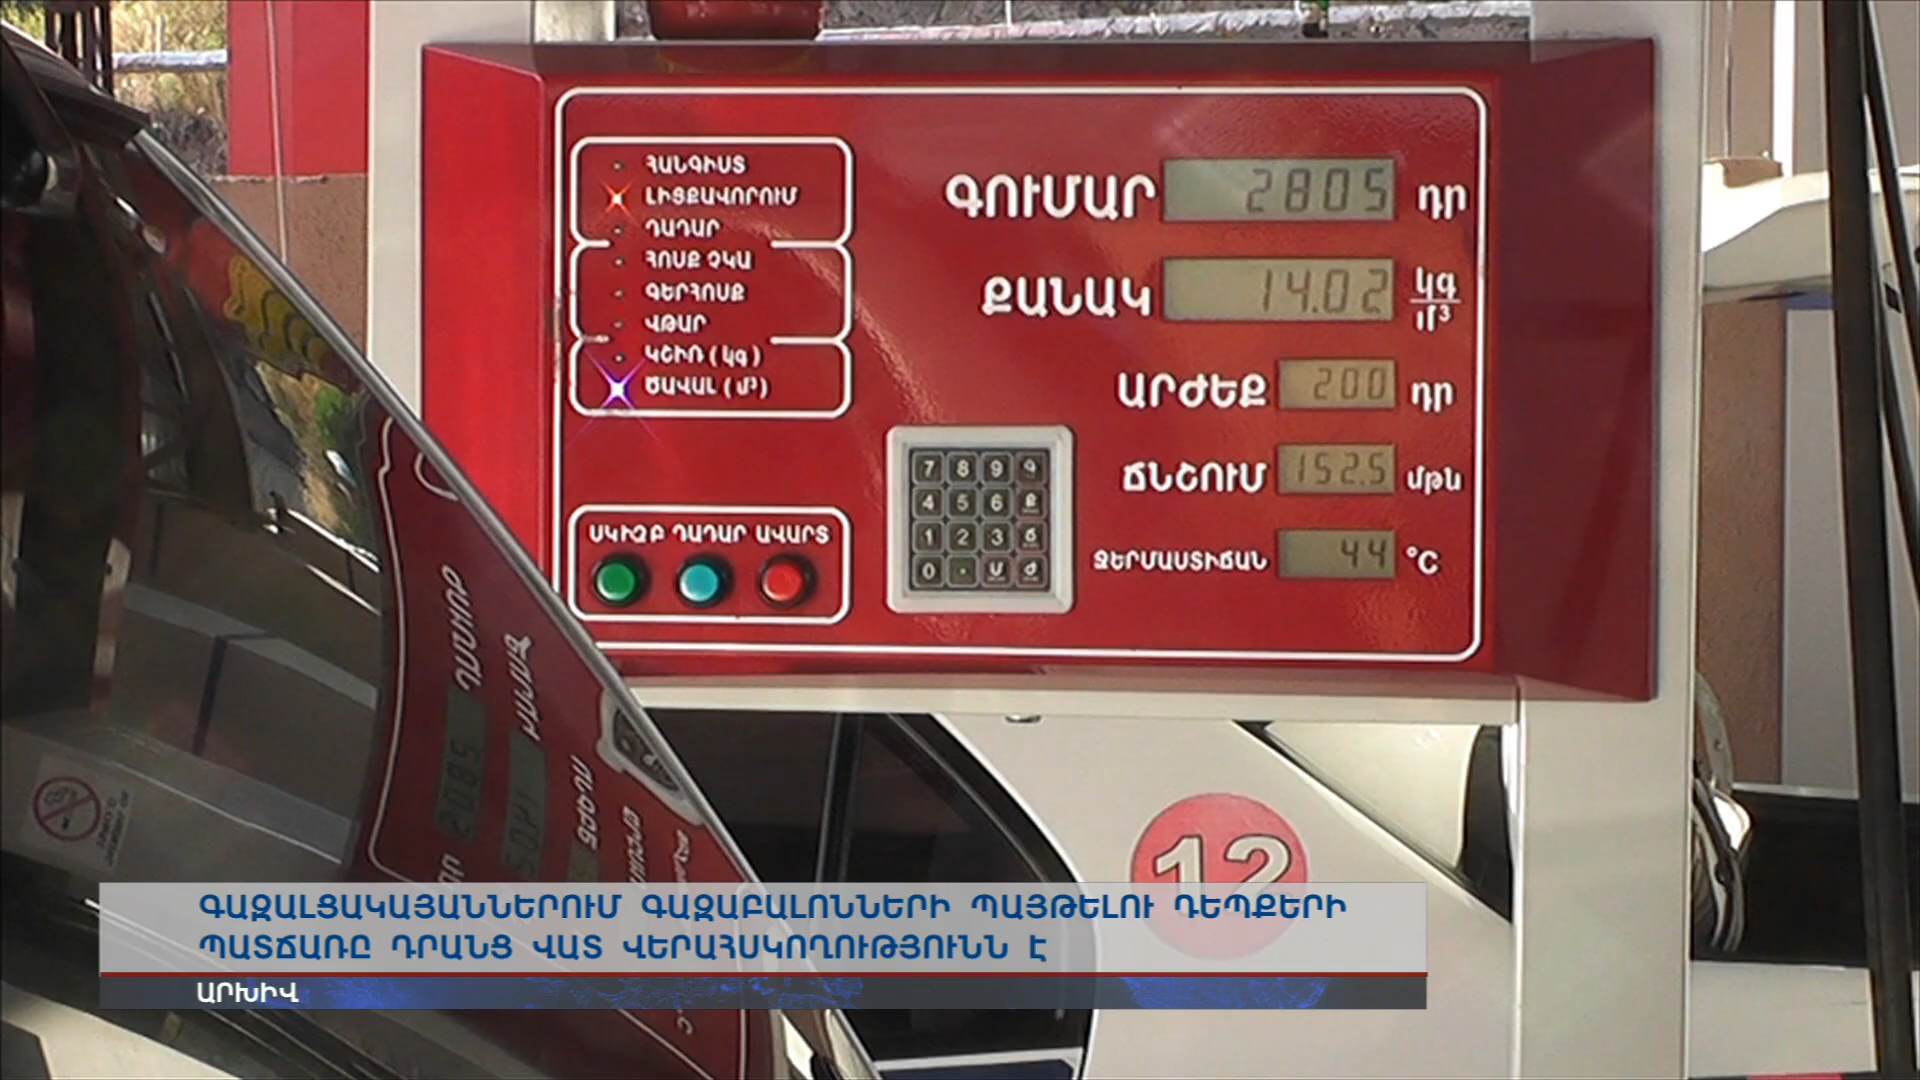 ՀԱՆԳԻՍՏ
ԼԻՑՔԱՎՈՐՈՒՄ
ԴԱԴԱՐ
ՀՈՍՔ ՉԿԱ
ԳԵՐՀՈՍՔ
ՎԹԱՐ
ԿՇԻՌ (կգ)
ԾԱՎԱԼ (մ³)
ՍԿԻԶԲ ԴԱԴԱՐ ԱՎԱՐՏ
ԳՈՒՄԱՐ 2805 դր
ՔԱՆԱԿ 14.02 կգ/մ³
ԱՐԺԵՔ 200 դր
ՃՆՇՈՒՄ 152.5 մթն
ՋԵՐՄԱՍՏԻՃԱՆ 44 °C
7 8 9 Գ
4 5 6 Ք
1 2 3 Ճ
0 . Մ Ժ
12
ԳԱԶԱԼՑԱԿԱՅԱՆՆԵՐՈՒՄ ԳԱԶԱԲԱԼՈՆՆԵՐԻ ՊԱՅԹԵԼՈՒ ԴԵՊՔԵՐԻ
ՊԱՏՃԱՌԸ ԴՐԱՆՑ ՎԱՏ ՎԵՐԱՀՍԿՈՂՈՒԹՅՈՒՆՆ Է
ԱՐԽԻՎ